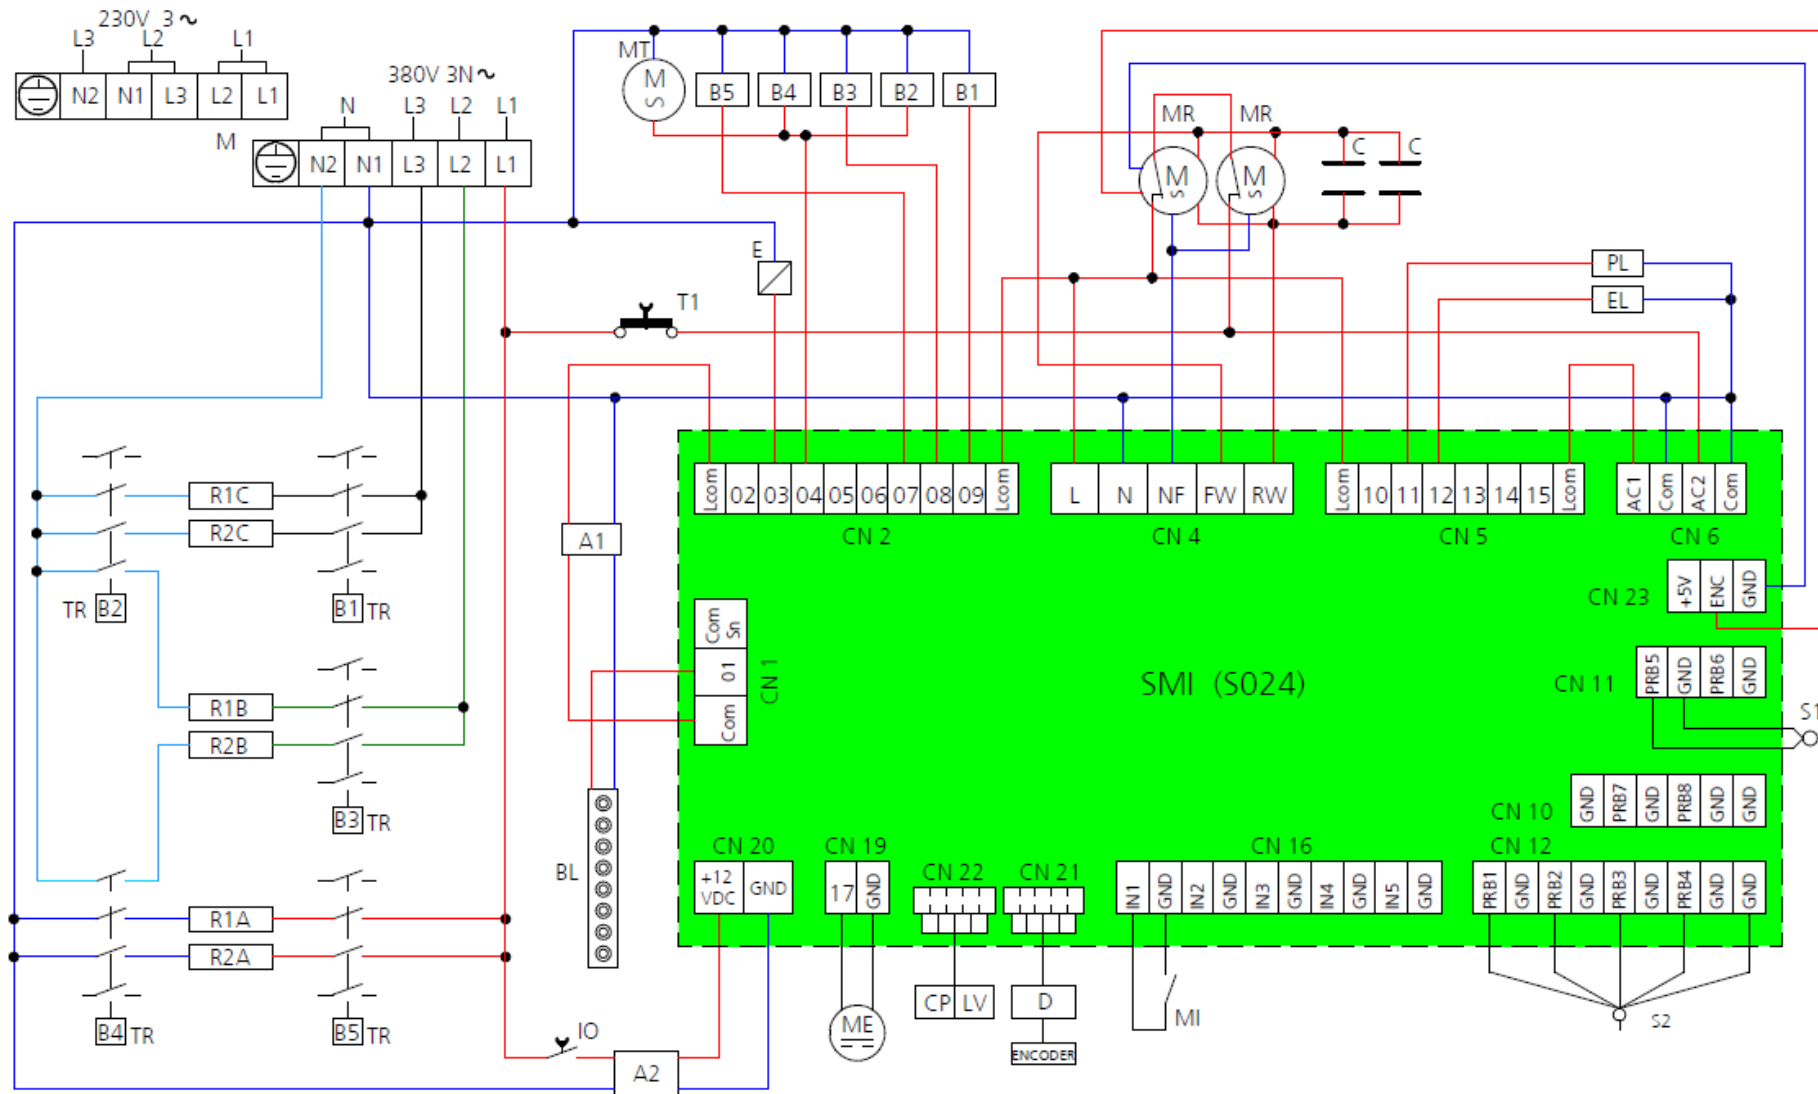 230V 3~
L3 L2 L1
N2 N1 L3 L2 L1
380V 3N~
N L3 L2 L1
M
N2 N1 L3 L2 L1
MT
M
S
B5 B4 B3 B2 B1
MR MR
M
S
M
S
C C
E
T1
PL
EL
Lcom 02 03 04 05 06 07 08 09 Lcom
CN 2
L N NF FW RW
CN 4
Lcom 10 11 12 13 14 15 Lcom
CN 5
AC1 Com AC2 Com
CN 6
R1C
R2C
A1
TR B2
B1 TR
CN 23
+5V ENC GND
Com Sn
01
Com
CN 1
SMI (S024)
CN 11
PRB5 GND PRB6 GND
S1
R1B
R2B
B3 TR
CN 10
GND PRB7 GND PRB8 GND GND
BL
CN 20
+12 VDC GND
CN 19
17 GND
CN 22
CN 21
CN 16
IN1 GND IN2 GND IN3 GND IN4 GND IN5 GND
CN 12
PRB1 GND PRB2 GND PRB3 GND PRB4 GND GND
R1A
R2A
B4 TR
B5 TR
IO
A2
ME
CP LV
D
ENCODER
MI
S2